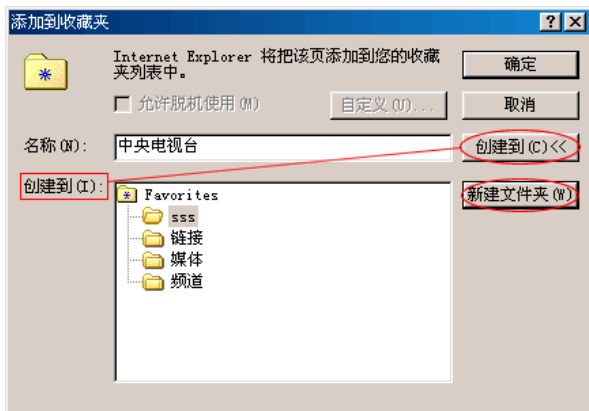 添加到收藏夹
Internet Explorer 将把该页添加到您的收藏
夹列表中。
确定
允许脱机使用(M)
自定义(U)...
取消
名称(N):
中央电视台
创建到(C)<<
创建到(I):
Favorites
新建文件夹(W)
sss
链接
媒体
频道